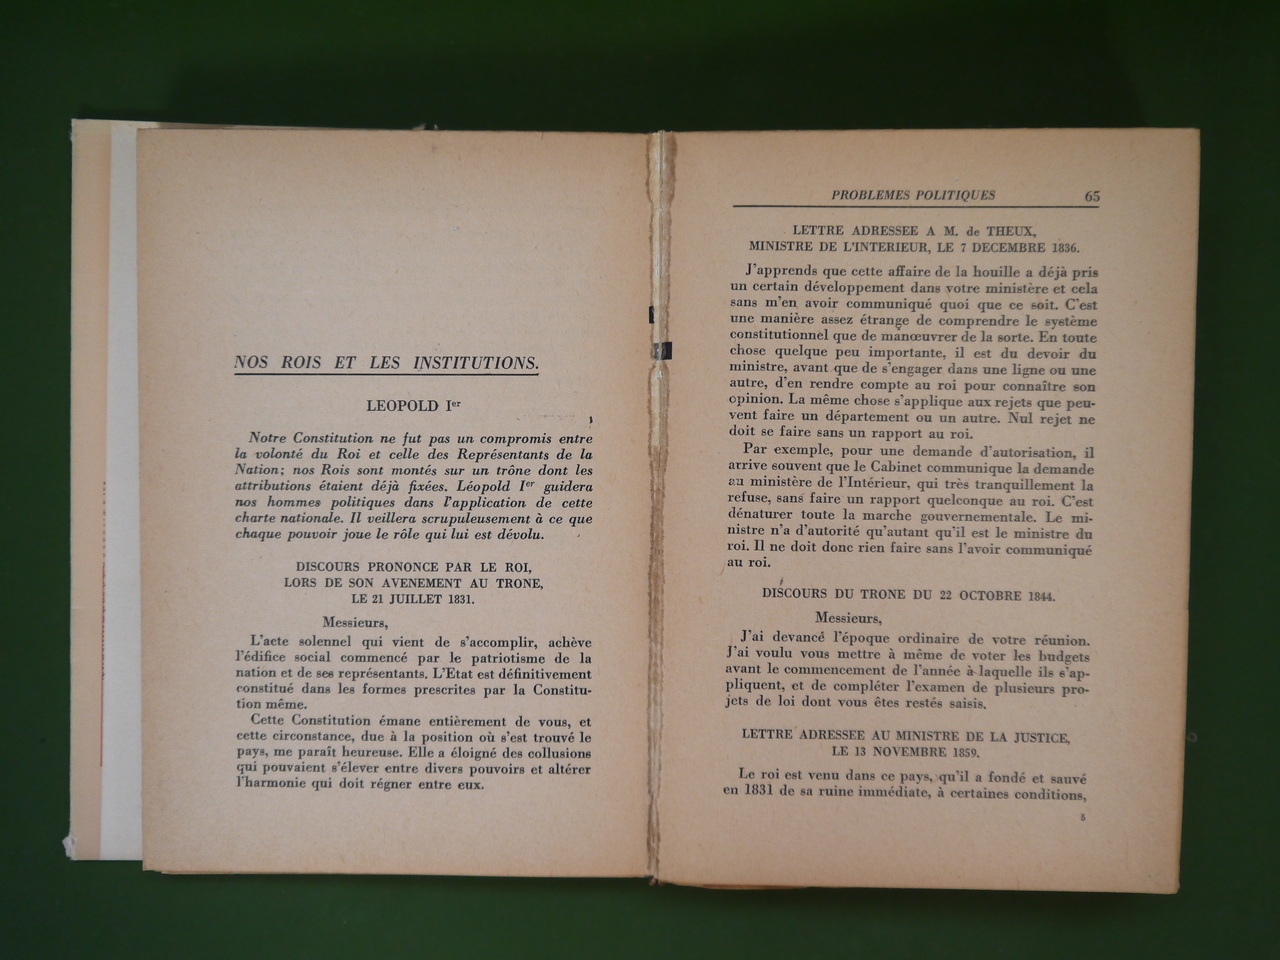 NOS ROIS ET LES INSTITUTIONS.
LEOPOLD Ier
Notre Constitution ne fut pas un compromis entre
la volonté du Roi et celle des Représentants de la
Nation; nos Rois sont montés sur un trône dont les
attributions étaient déjà fixées. Léopold Ier guidera
nos hommes politiques dans l'application de cette
charte nationale. Il veillera scrupuleusement à ce que
chaque pouvoir joue le rôle qui lui est dévolu.
DISCOURS PRONONCE PAR LE ROI,
LORS DE SON AVENEMENT AU TRONE,
LE 21 JUILLET 1831.
Messieurs,
L'acte solennel qui vient de s'accomplir, achève
l'édifice social commencé par le patriotisme de la
nation et de ses représentants. L'Etat est définitivement
constitué dans les formes prescrites par la Constitu-
tion même.
Cette Constitution émane entièrement de vous, et
cette circonstance, due à la position où s'est trouvé le
pays, me paraît heureuse. Elle a éloigné des collusions
qui pouvaient s'élever entre divers pouvoirs et altérer
l'harmonie qui doit régner entre eux.
PROBLEMES POLITIQUES 65
LETTRE ADRESSEE A M. de THEUX,
MINISTRE DE L'INTERIEUR, LE 7 DECEMBRE 1836.
J'apprends que cette affaire de la houille a déjà pris
un certain développement dans votre ministère et cela
sans m'en avoir communiqué quoi que ce soit. C'est
une manière assez étrange de comprendre le système
constitutionnel que de manœuvrer de la sorte. En toute
chose quelque peu importante, il est du devoir du
ministre, avant que de s'engager dans une ligne ou une
autre, d'en rendre compte au roi pour connaître son
opinion. La même chose s'applique aux rejets que peu-
vent faire un département ou un autre. Nul rejet ne
doit se faire sans un rapport au roi.
Par exemple, pour une demande d'autorisation, il
arrive souvent que le Cabinet communique la demande
au ministère de l'Intérieur, qui très tranquillement la
refuse, sans faire un rapport quelconque au roi. C'est
dénaturer toute la marche gouvernementale. Le mi-
nistre n'a d'autorité qu'autant qu'il est le ministre du
roi. Il ne doit donc rien faire sans l'avoir communiqué
au roi.
DISCOURS DU TRONE DU 22 OCTOBRE 1844.
Messieurs,
J'ai devancé l'époque ordinaire de votre réunion.
J'ai voulu vous mettre à même de voter les budgets
avant le commencement de l'année à laquelle ils s'ap-
pliquent, et de compléter l'examen de plusieurs pro-
jets de loi dont vous êtes restés saisis.
LETTRE ADRESSEE AU MINISTRE DE LA JUSTICE,
LE 13 NOVEMBRE 1859.
Le roi est venu dans ce pays, qu'il a fondé et sauvé
en 1831 de sa ruine immédiate, à certaines conditions,
5